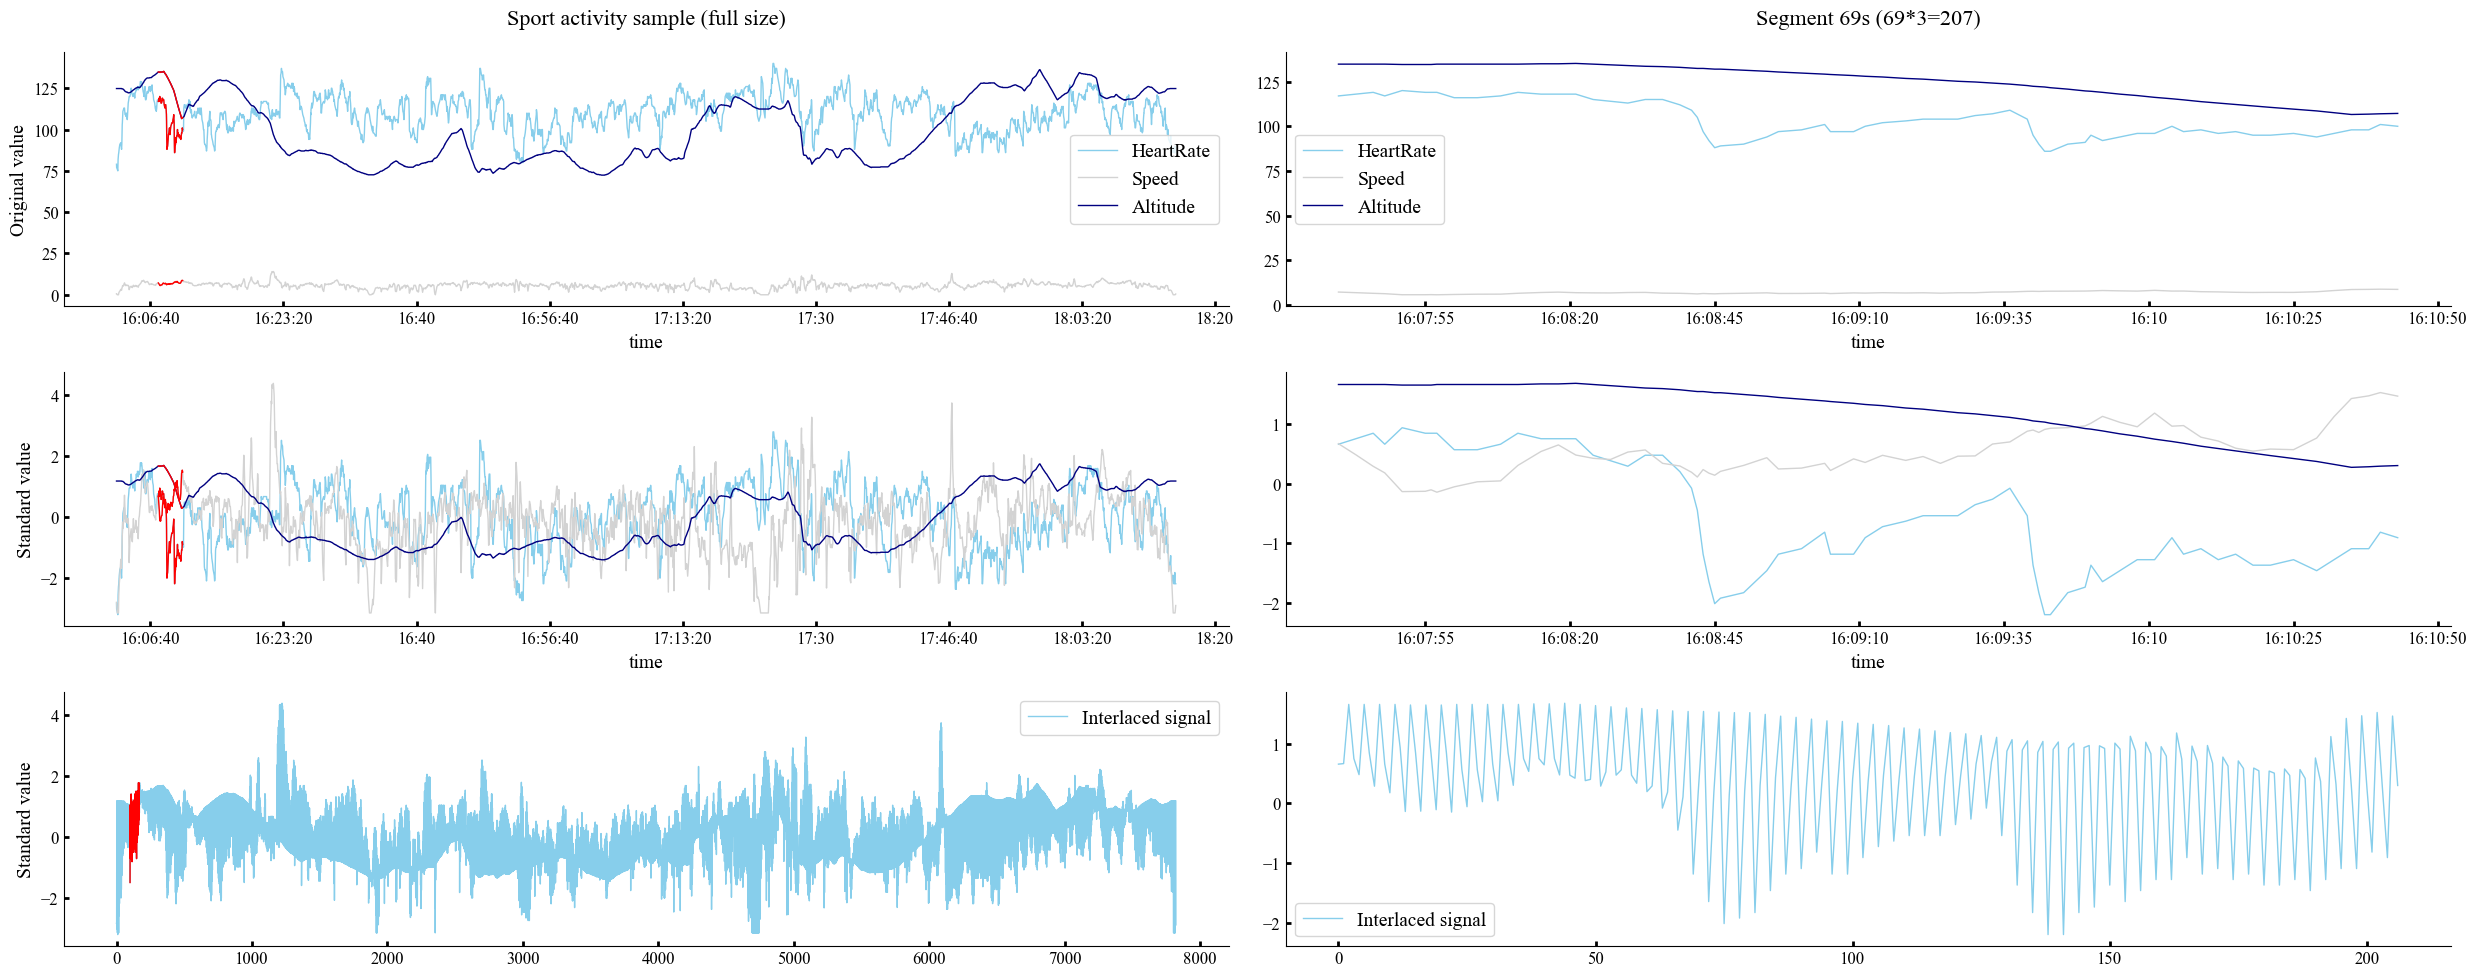 Sport activity sample (full size)
Segment 69s (69*3=207)
Original value
125
100
75
50
25
0
HeartRate
Speed
Altitude
16:06:40 16:23:20 16:40 16:56:40 17:13:20 17:30 17:46:40 18:03:20 18:20
time
125
100
75
50
25
0
HeartRate
Speed
Altitude
16:07:55 16:08:20 16:08:45 16:09:10 16:09:35 16:10 16:10:25 16:10:50
time
Standard value
4
2
0
−2
16:06:40 16:23:20 16:40 16:56:40 17:13:20 17:30 17:46:40 18:03:20 18:20
time
1
0
−1
−2
16:07:55 16:08:20 16:08:45 16:09:10 16:09:35 16:10 16:10:25 16:10:50
time
Standard value
4
2
0
−2
Interlaced signal
0 1000 2000 3000 4000 5000 6000 7000 8000
1
0
−1
−2
Interlaced signal
0 50 100 150 200